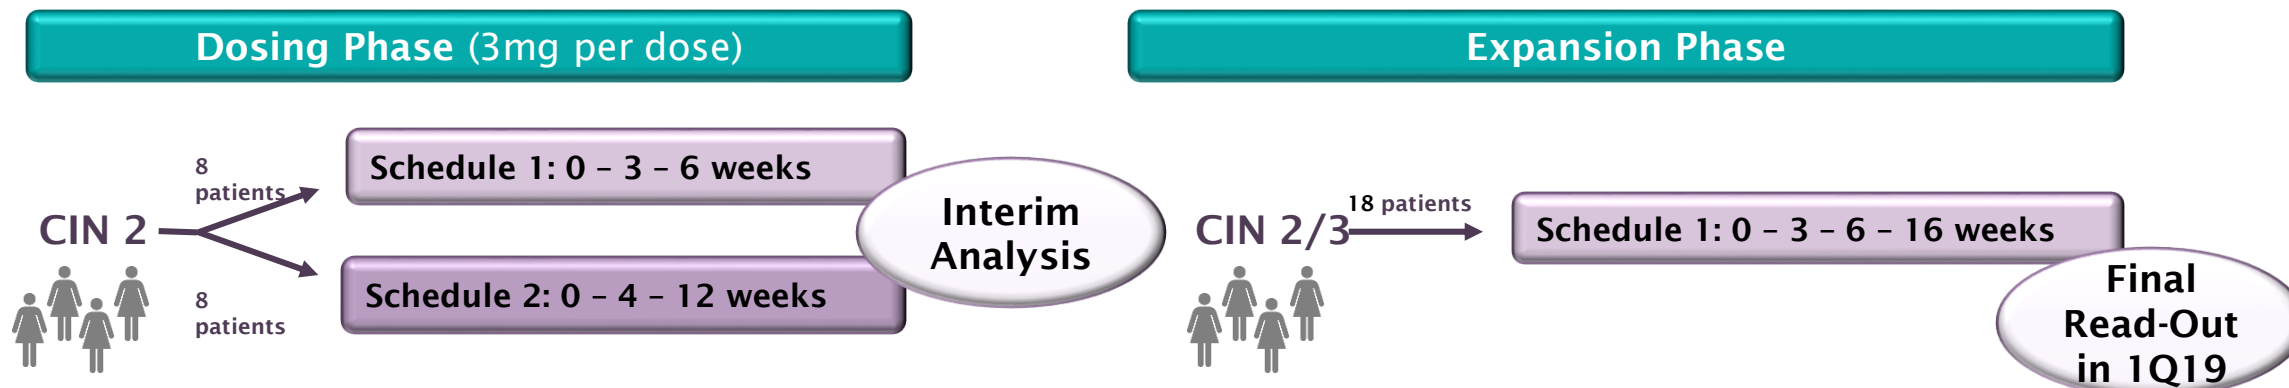 Dosing Phase (3mg per dose)
Expansion Phase
8
patients
Schedule 1: 0 – 3 – 6 weeks
CIN 2
8
patients
Schedule 2: 0 – 4 – 12 weeks
Interim
Analysis
CIN 2/3
18 patients
Schedule 1: 0 – 3 – 6 – 16 weeks
Final
Read-Out
in 1Q19